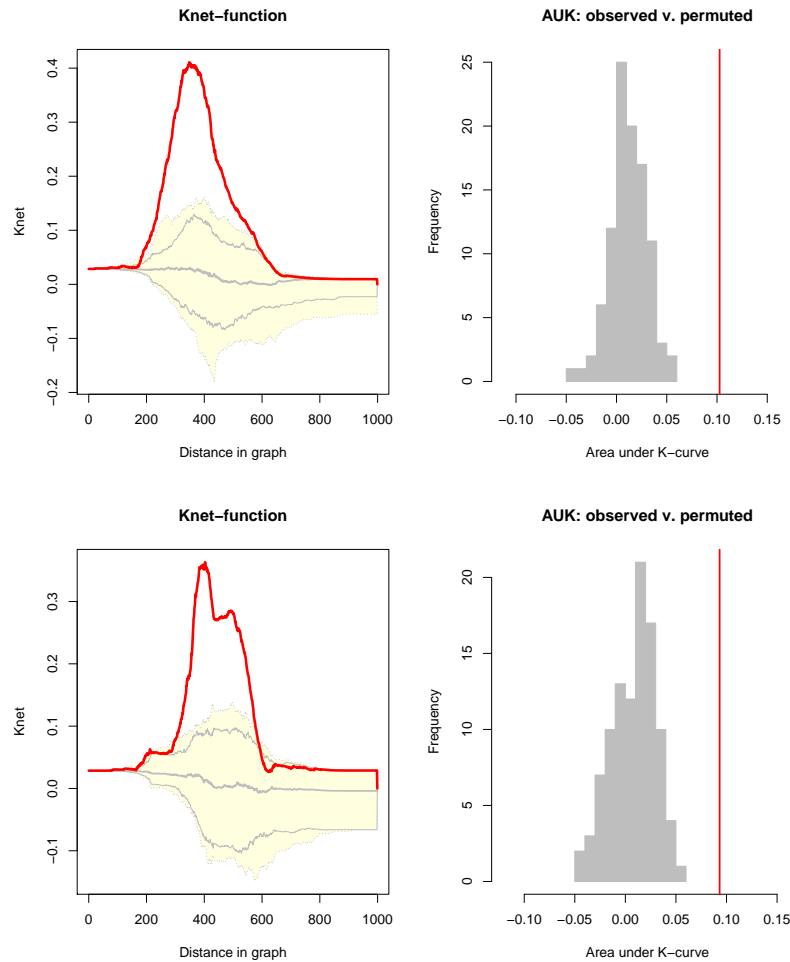 Knet−function
Knet
0.4
0.3
0.2
0.1
0.0
−0.1
−0.2
0 200 400 600 800 1000
Distance in graph
AUK: observed v. permuted
Frequency
25
20
15
10
5
0
−0.10 −0.05 0.00 0.05 0.10 0.15
Area under K−curve
Knet−function
Knet
0.3
0.2
0.1
0.0
−0.1
0 200 400 600 800 1000
Distance in graph
AUK: observed v. permuted
Frequency
20
15
10
5
0
−0.10 −0.05 0.00 0.05 0.10 0.15
Area under K−curve